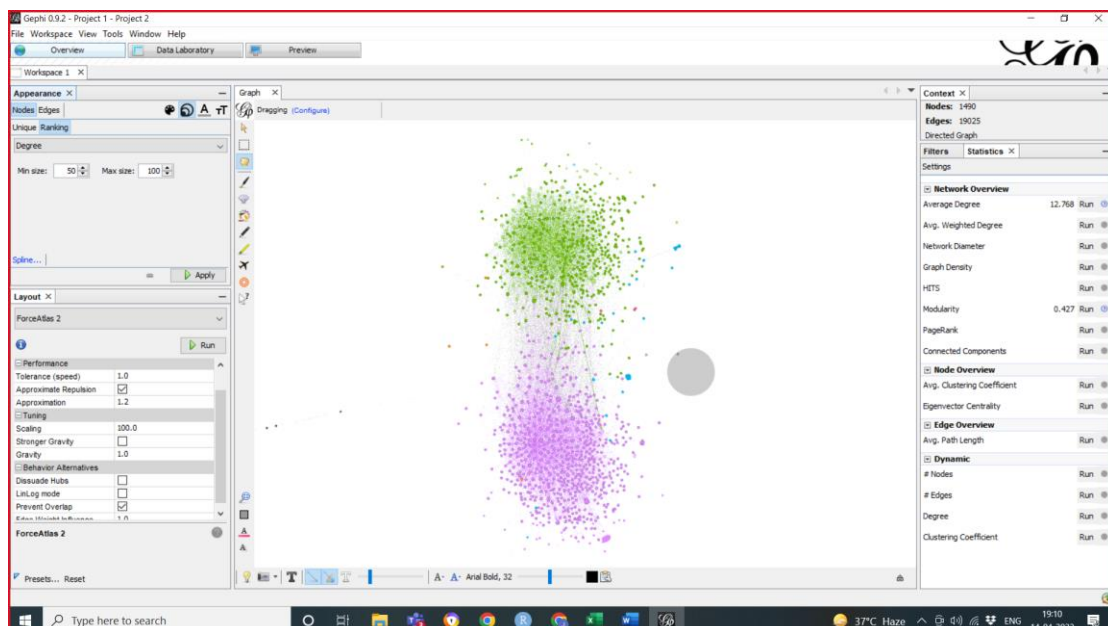 Gephi 0.9.2 - Project 1 - Project 2
File Workspace View Tools Window Help
Overview Data Laboratory Preview
Workspace 1
Appearance
Nodes Edges
Unique Ranking
Degree
Min size: 50 Max size: 100
Spline...
Apply
Layout
ForceAtlas 2
Run
Performance
Tolerance (speed) 1.0
Approximate Repulsion
Approximation 1.2
Tuning
Scaling 100.0
Stronger Gravity
Gravity 1.0
Behavior Alternatives
Dissuade Hubs
LinLog mode
Prevent Overlap
Edge Weight Influence 1.0
ForceAtlas 2
Presets... Reset
Graph
Dragging (Configure)
Arial Bold, 32
Context
Nodes: 1490
Edges: 19025
Directed Graph
Filters Statistics
Settings
Network Overview
Average Degree 12.768 Run
Avg. Weighted Degree Run
Network Diameter Run
Graph Density Run
HITS Run
Modularity 0.427 Run
PageRank Run
Connected Components Run
Node Overview
Avg. Clustering Coefficient Run
Eigenvector Centrality Run
Edge Overview
Avg. Path Length Run
Dynamic
# Nodes Run
# Edges Run
Degree Run
Clustering Coefficient Run
Type here to search
37°C Haze
ENG
19:10